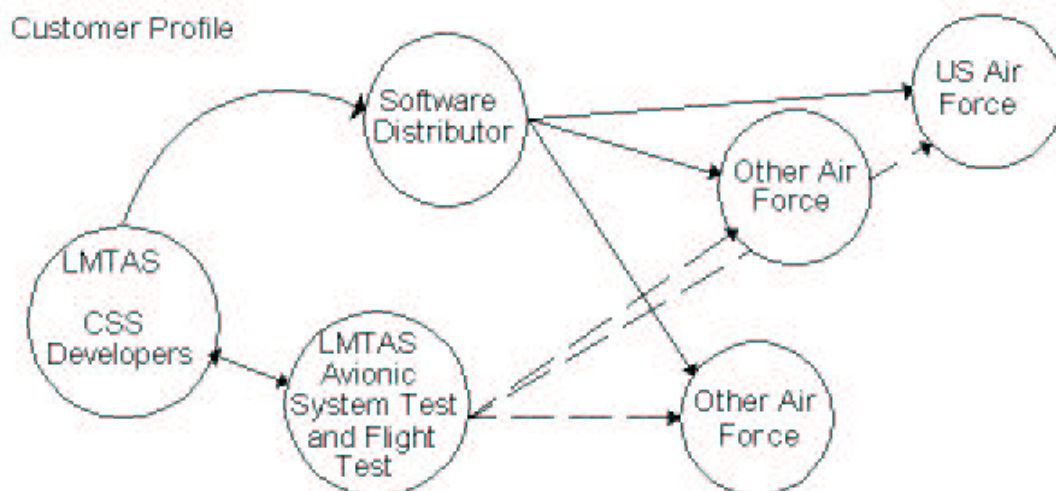 Customer Profile
Software
Distributor
US Air
Force
Other Air
Force
LMTAS
CSS
Developers
LMTAS
Avionic
System Test
and Flight
Test
Other Air
Force